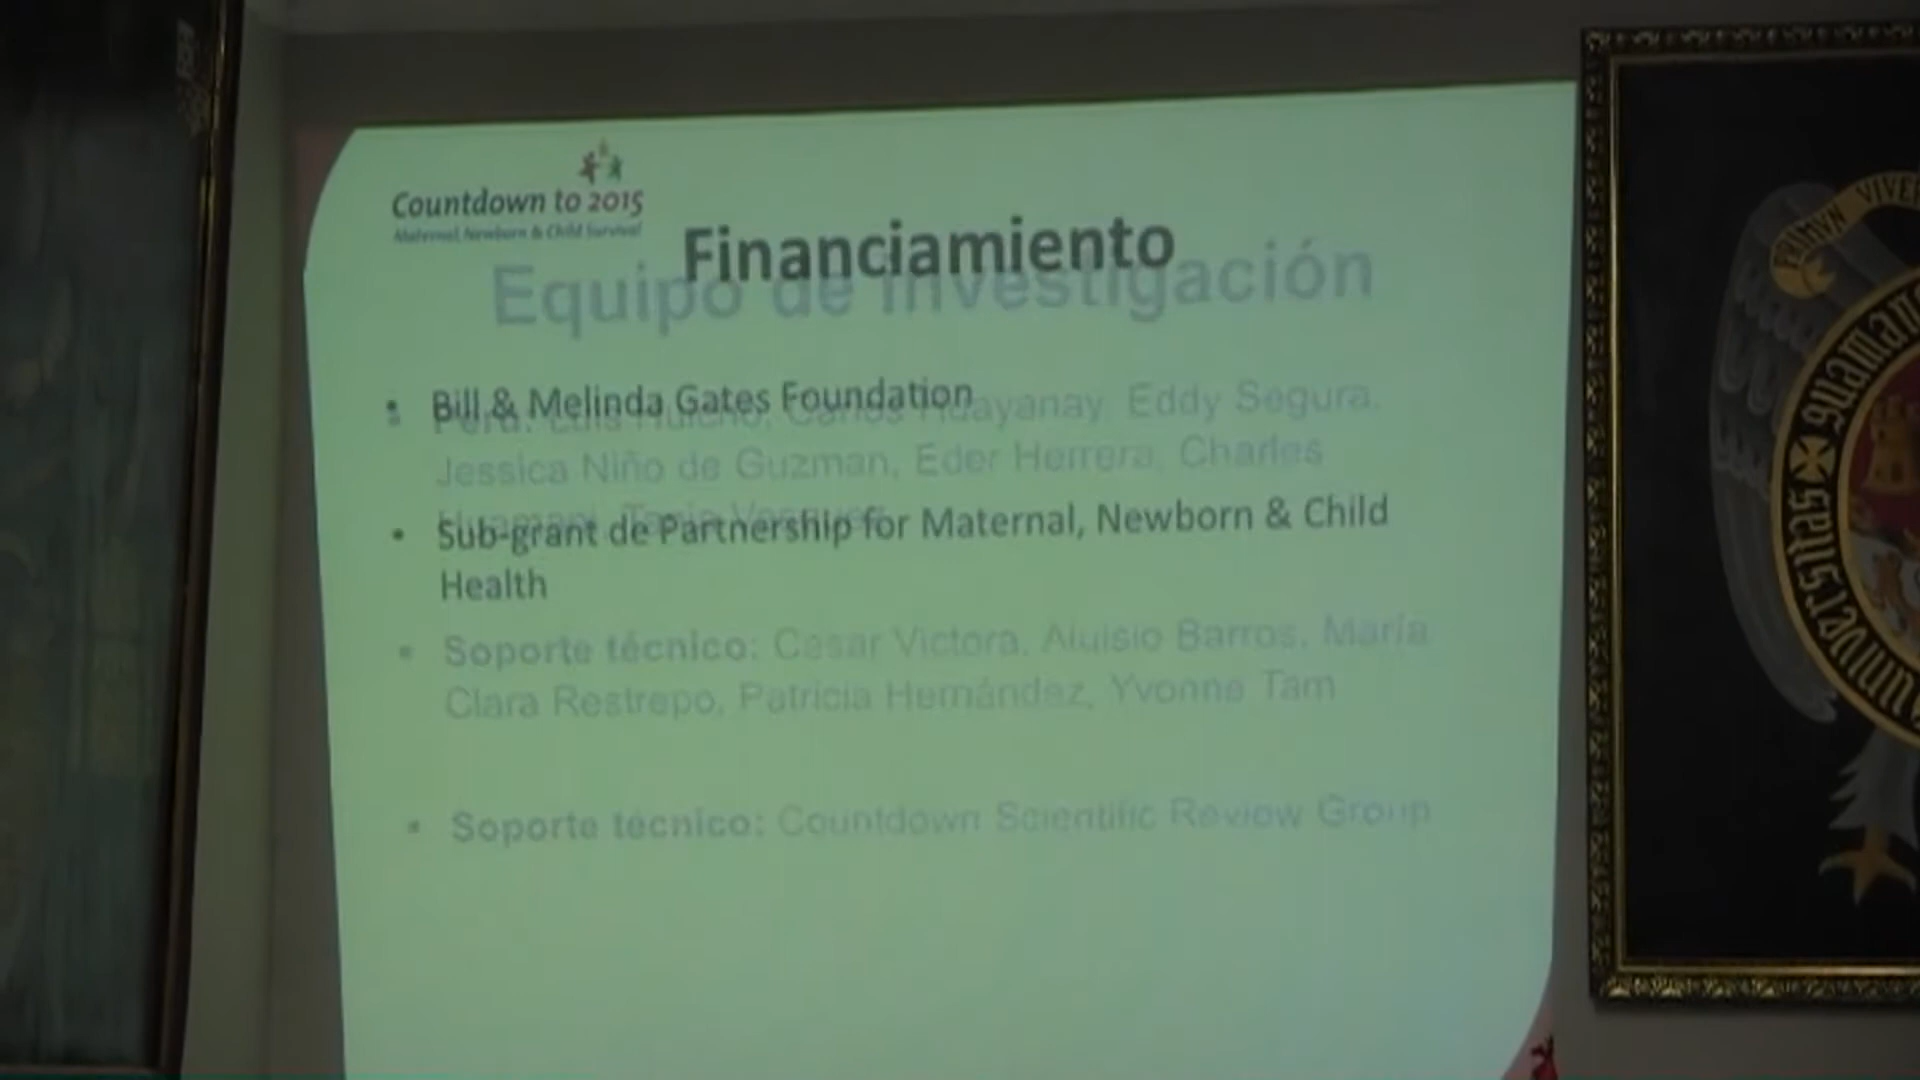 Countdown to 2015
Maternal, Newborn & Child Survival
Financiamiento
Equipo de investigación
• Bill & Melinda Gates Foundation
Eddy Segura,
Jessica Niño de Guzman, Eder Herrera, Charles
• Sub-grant de Partnership for Maternal, Newborn & Child
Health
• Soporte técnico: Cesar Victora, Aluisio Barros, María
Clara Restrepo, Patricia Hernández, Yvonne Tam
• Soporte técnico: Countdown Scientific Review Group